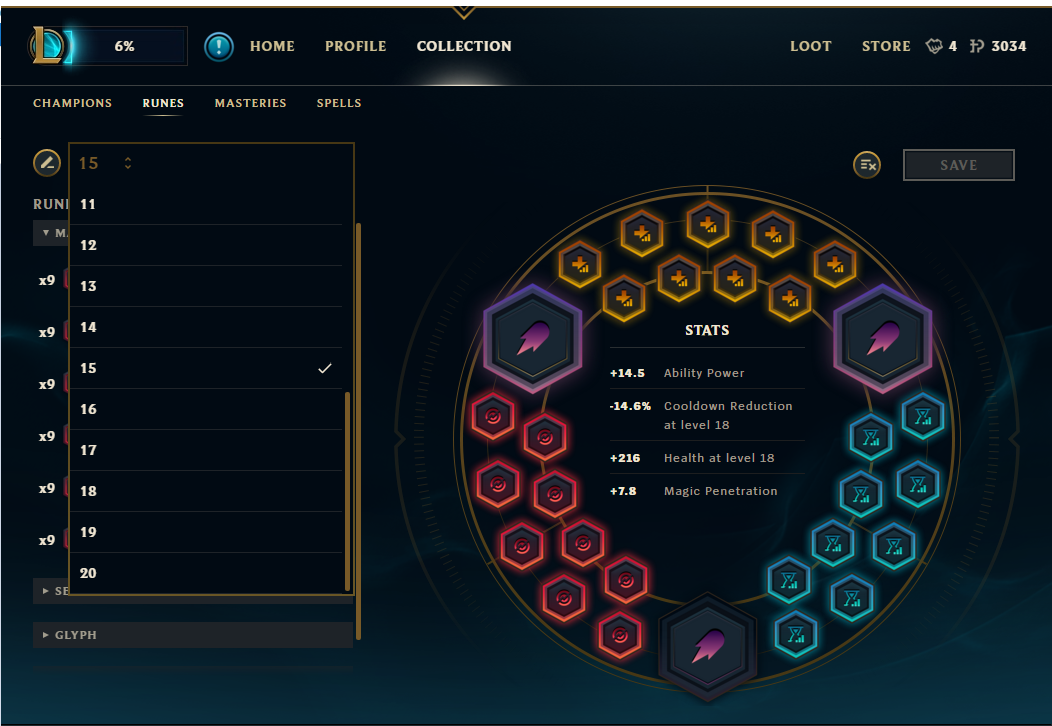 6%
HOME
PROFILE
COLLECTION
LOOT
STORE
4
3034
CHAMPIONS
RUNES
MASTERIES
SPELLS
15
SAVE
RUN
11
M
12
x9
13
14
x9
15
x9
16
x9
17
18
x9
19
x9
20
SE
GLYPH
STATS
+14.5 Ability Power
-14.6% Cooldown Reduction
at level 18
+216 Health at level 18
+7.8 Magic Penetration